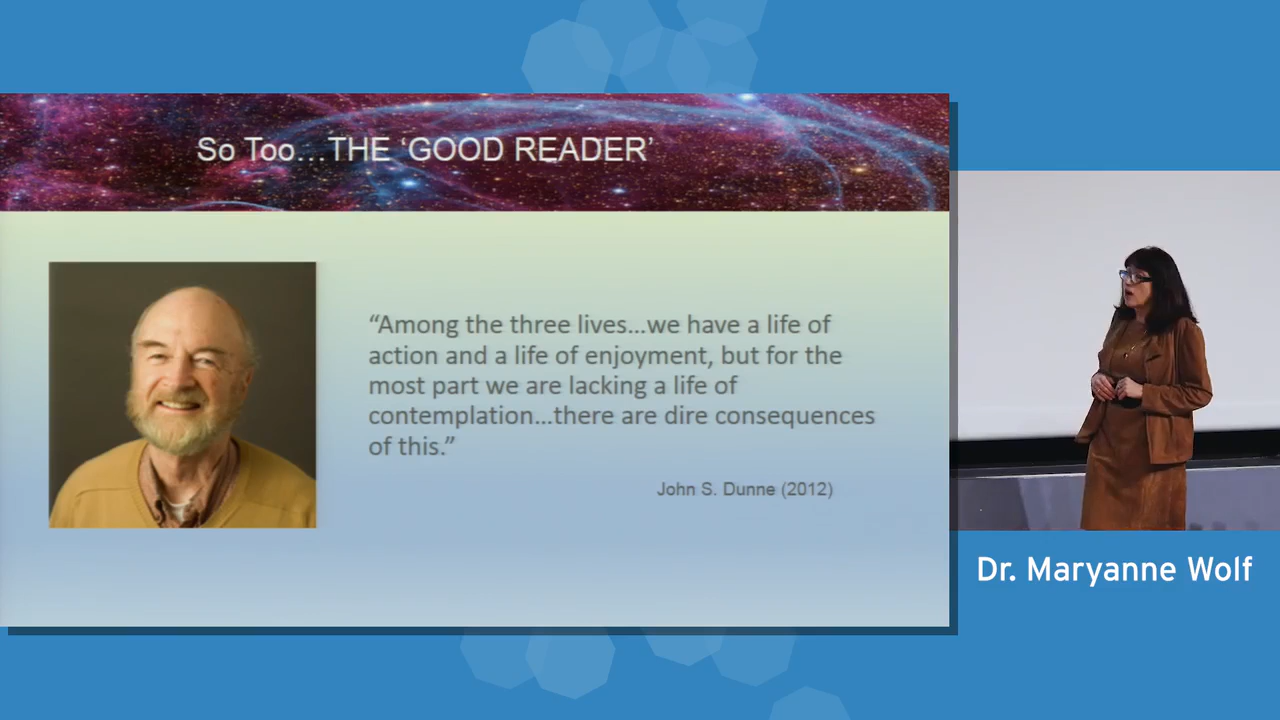 So Too…THE ‘GOOD READER’
“Among the three lives…we have a life of
action and a life of enjoyment, but for the
most part we are lacking a life of
contemplation…there are dire consequences
of this.”
John S. Dunne (2012)
Dr. Maryanne Wolf